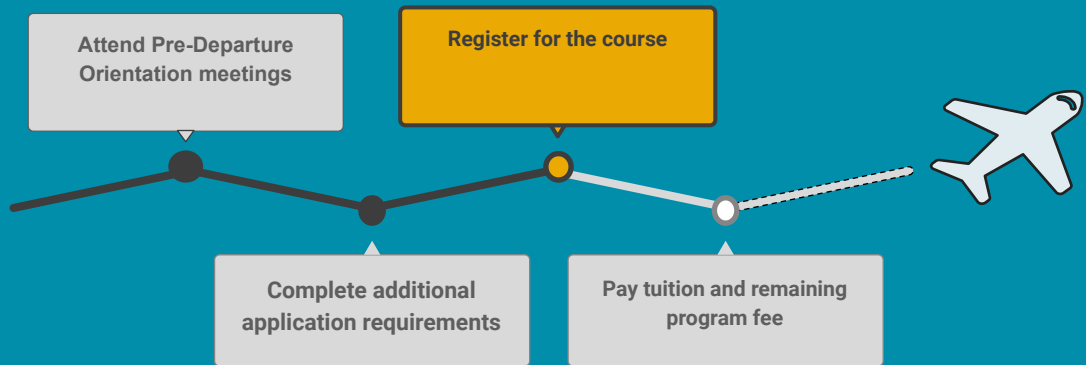 Attend Pre-Departure
Orientation meetings
Register for the course
Complete additional
application requirements
Pay tuition and remaining
program fee